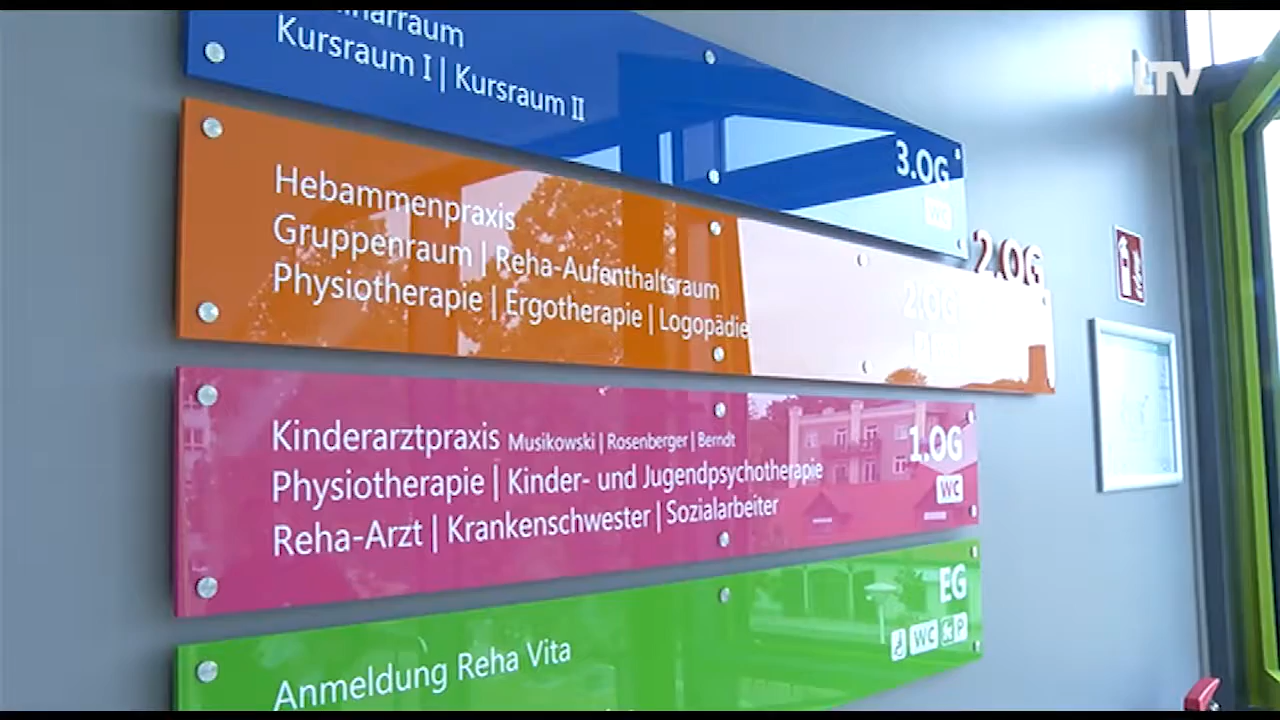 LTV
Kursraum I | Kursraum II
3.OG
WC
Hebammenpraxis
Gruppenraum | Reha-Aufenthaltsraum
Physiotherapie | Ergotherapie | Logopädie
2.OG
Kinderarztpraxis Musikowski | Rosenberger | Berndt
Physiotherapie | Kinder- und Jugendpsychotherapie
Reha-Arzt | Krankenschwester | Sozialarbeiter
1.OG
WC
EG
WC P
Anmeldung Reha Vita